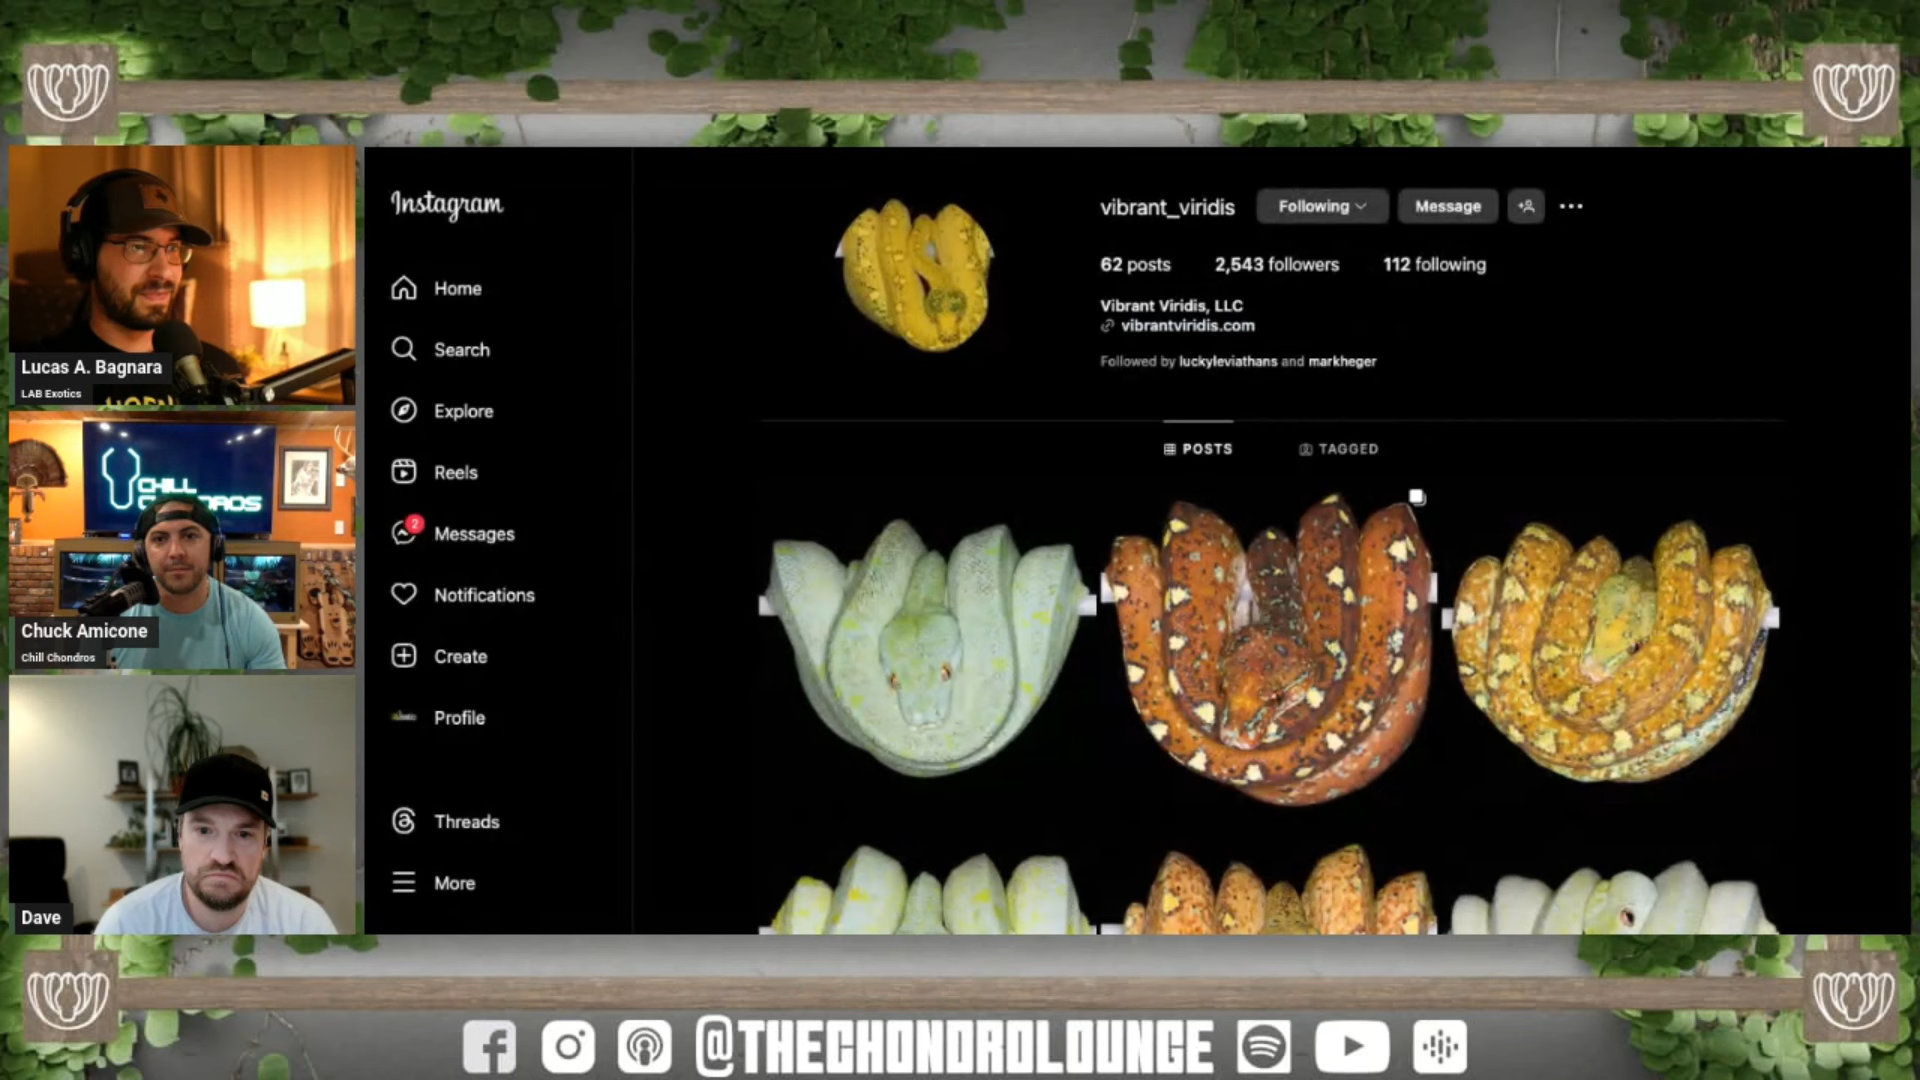 Lucas A. Bagnara
LAB Exotics
CHILL
Chuck Amicone
Chill Chondros
Dave
Instagram
Home
Search
Explore
Reels
2
Messages
Notifications
Create
Profile
Threads
More
vibrant_viridis
Following
Message
62 posts
2,543 followers
112 following
Vibrant Viridis, LLC
vibrantviridis.com
Followed by luckyleviathans and markheger
POSTS
TAGGED
@THECHONDROLOUNGE